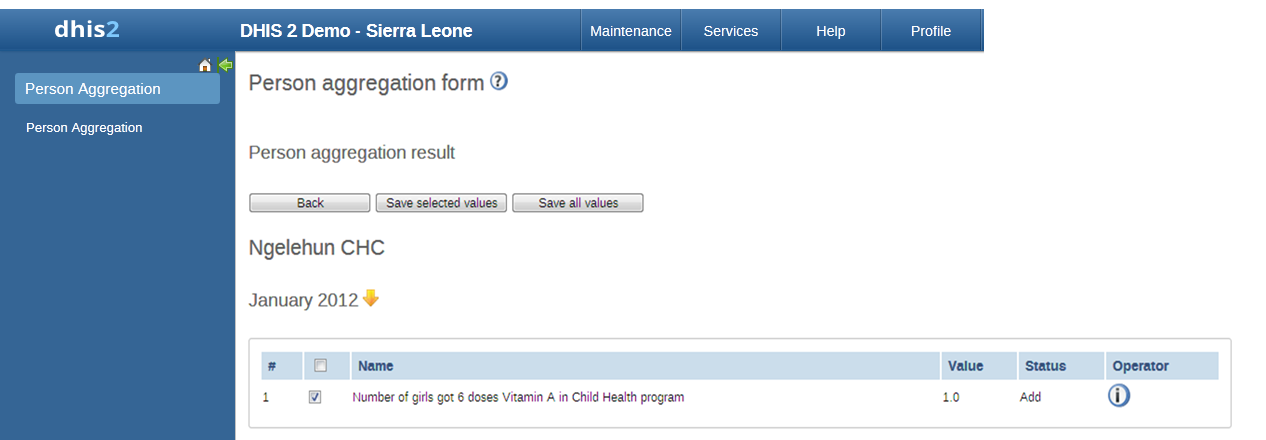 dhis2
DHIS 2 Demo - Sierra Leone
Maintenance
Services
Help
Profile
Person Aggregation
Person Aggregation
Person aggregation form ?
Person aggregation result
Back
Save selected values
Save all values
Ngelehun CHC
January 2012
# Name Value Status Operator
1 Number of girls got 6 doses Vitamin A in Child Health program 1.0 Add i